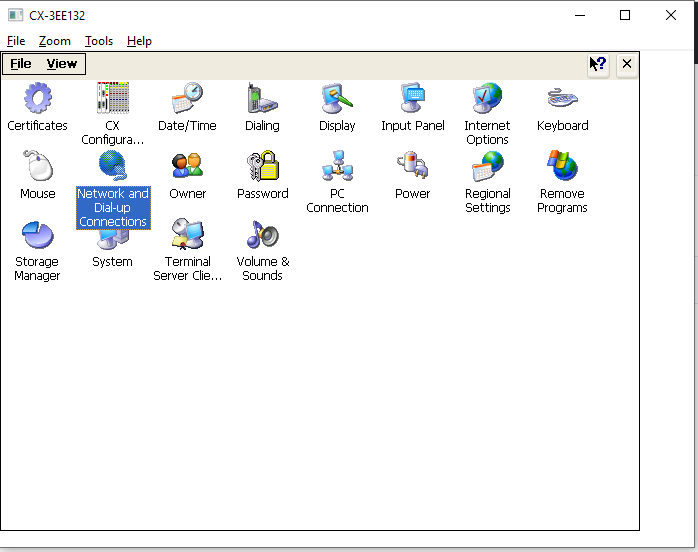 CX-3EE132
File Zoom Tools Help
File View
?
Certificates
CX
Configura...
Date/Time
Dialing
Display
Input Panel
Internet
Options
Keyboard
Mouse
Network and
Dial-up
Connections
Owner
Password
PC
Connection
Power
Regional
Settings
Remove
Programs
Storage
Manager
System
Terminal
Server Clie...
Volume &
Sounds